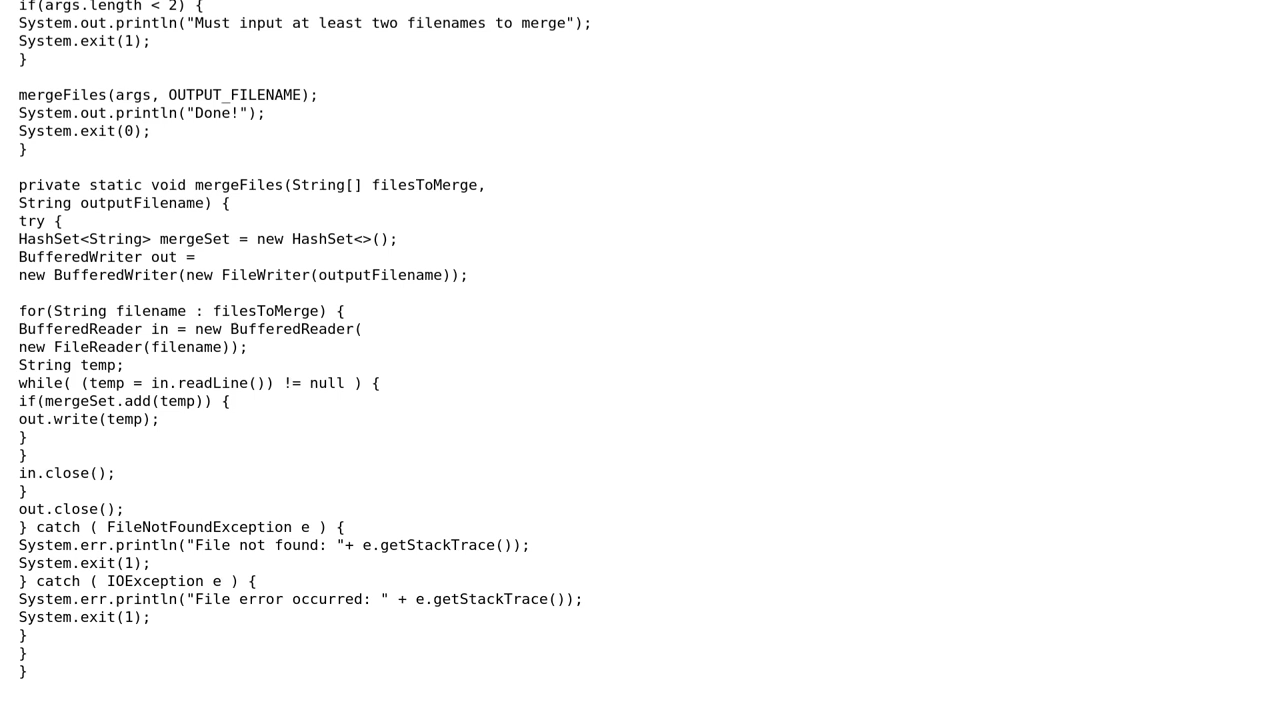 if(args.length < 2) {
System.out.println("Must input at least two filenames to merge");
System.exit(1);
}

mergeFiles(args, OUTPUT_FILENAME);
System.out.println("Done!");
System.exit(0);
}

private static void mergeFiles(String[] filesToMerge,
String outputFilename) {
try {
HashSet<String> mergeSet = new HashSet<>();
BufferedWriter out =
new BufferedWriter(new FileWriter(outputFilename));

for(String filename : filesToMerge) {
BufferedReader in = new BufferedReader(
new FileReader(filename));
String temp;
while( (temp = in.readLine()) != null ) {
if(mergeSet.add(temp)) {
out.write(temp);
}
}
in.close();
}
out.close();
} catch ( FileNotFoundException e ) {
System.err.println("File not found: "+ e.getStackTrace());
System.exit(1);
} catch ( IOException e ) {
System.err.println("File error occurred: " + e.getStackTrace());
System.exit(1);
}
}
}